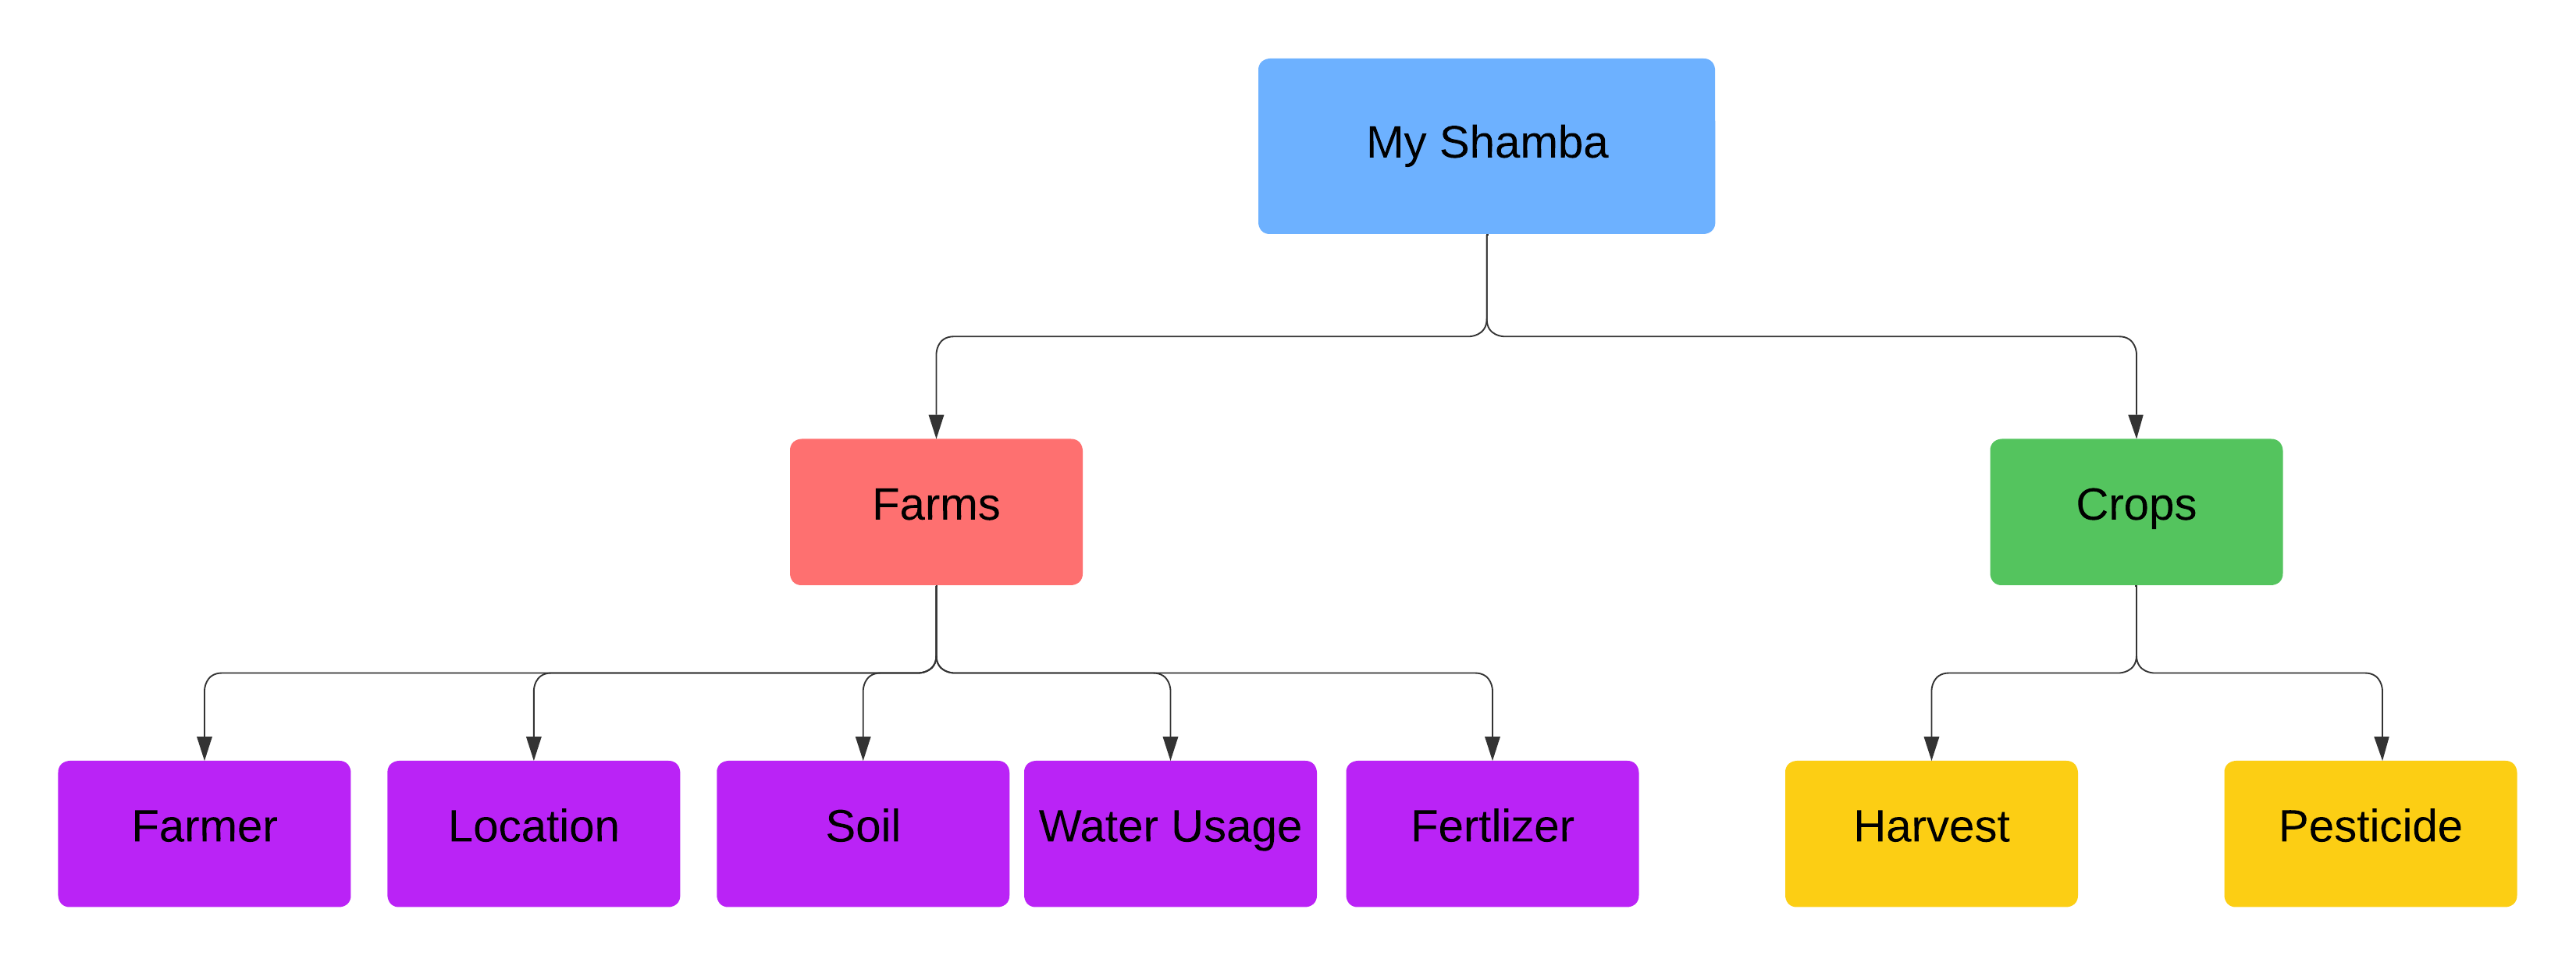 My Shamba
Farms
Crops
Farmer
Location
Soil
Water Usage
Fertlizer
Harvest
Pesticide